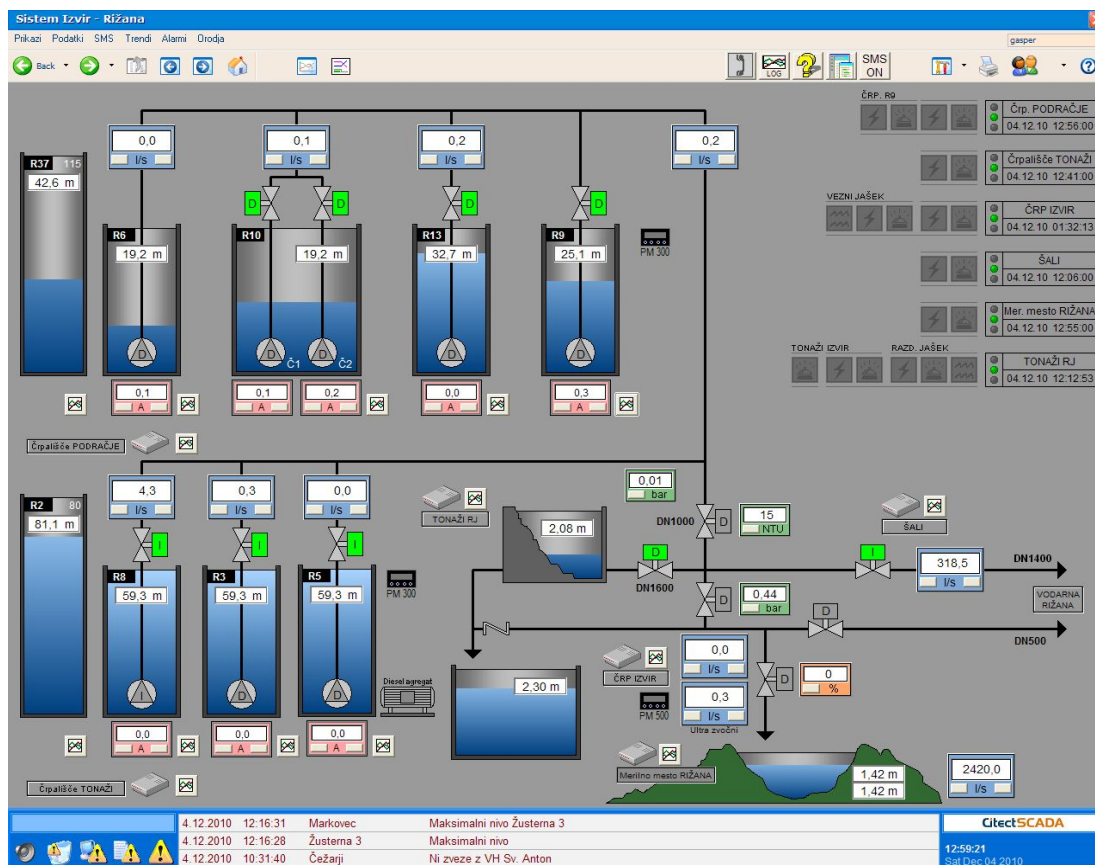 Sistem Izvir - Rižana
Prikazi Podatki SMS Trendi Alarmi Orodja
gasper
Back
LOG
SMS ON
ČRP. R9
Črp. PODRAČJE
04.12.10 12:56:00
Črpališče TONAŽI
04.12.10 12:41:00
VEZNI JAŠEK
ČRP IZVIR
04.12.10 01:32:13
ŠALI
04.12.10 12:06:00
Mer. mesto RIŽANA
04.12.10 12:55:00
TONAŽI IZVIR
RAZD. JAŠEK
TONAŽI RJ
04.12.10 12:12:53
0,0 l/s
0,1 l/s
0,2 l/s
0,2 l/s
R37 115
42,6 m
D
D
D
D
R6
19,2 m
R10
19,2 m
R13
32,7 m
R9
25,1 m
PM 300
D
D
Č1
D
Č2
D
D
0,1 A
0,1 A
0,2 A
0,0 A
0,3 A
Črpališče PODRAČJE
4,3 l/s
0,3 l/s
0,0 l/s
R2 80
81,1 m
I
I
I
R8
59,3 m
R3
59,3 m
R5
59,3 m
PM 300
I
D
D
Diesel agregat
0,0 A
0,0 A
0,0 A
Črpališče TONAŽI
TONAŽI RJ
0,01 bar
DN1000
D
15 NTU
ŠALI
2,08 m
D
DN1600
I
318,5 l/s
DN1400
D
0,44 bar
VODARNA RIŽANA
D
DN500
ČRP IZVIR
0,0 l/s
D
0 %
PM 500
0,3 l/s
Ultra zvočni
2,30 m
Merilno mesto RIŽANA
1,42 m
1,42 m
2420,0 l/s
4.12.2010 12:16:31 Markovec Maksimalni nivo Žusterna 3
4.12.2010 12:16:28 Žusterna 3 Maksimalni nivo
4.12.2010 10:31:40 Čežarji Ni zveze z VH Sv. Anton
CitectSCADA
12:59:21
Sat Dec 04 2010